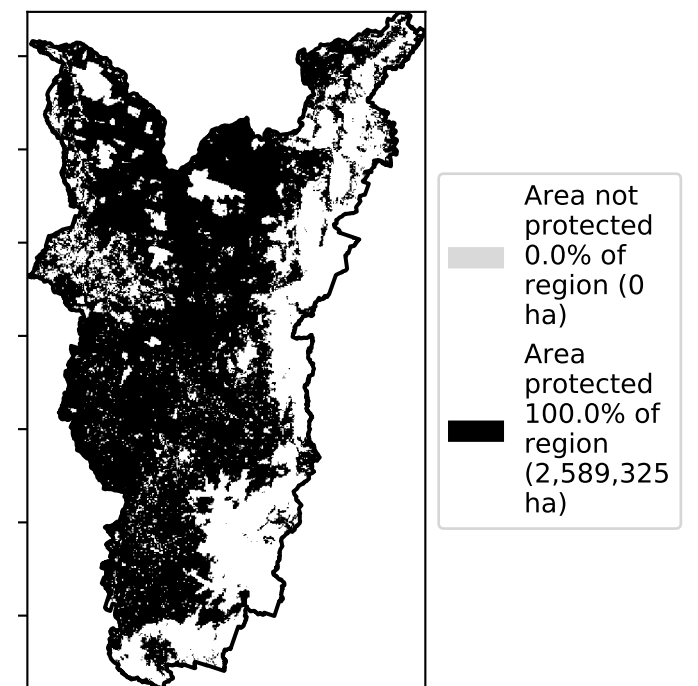 Area not
protected
0.0% of
region (0
ha)
Area
protected
100.0% of
region
(2,589,325
ha)